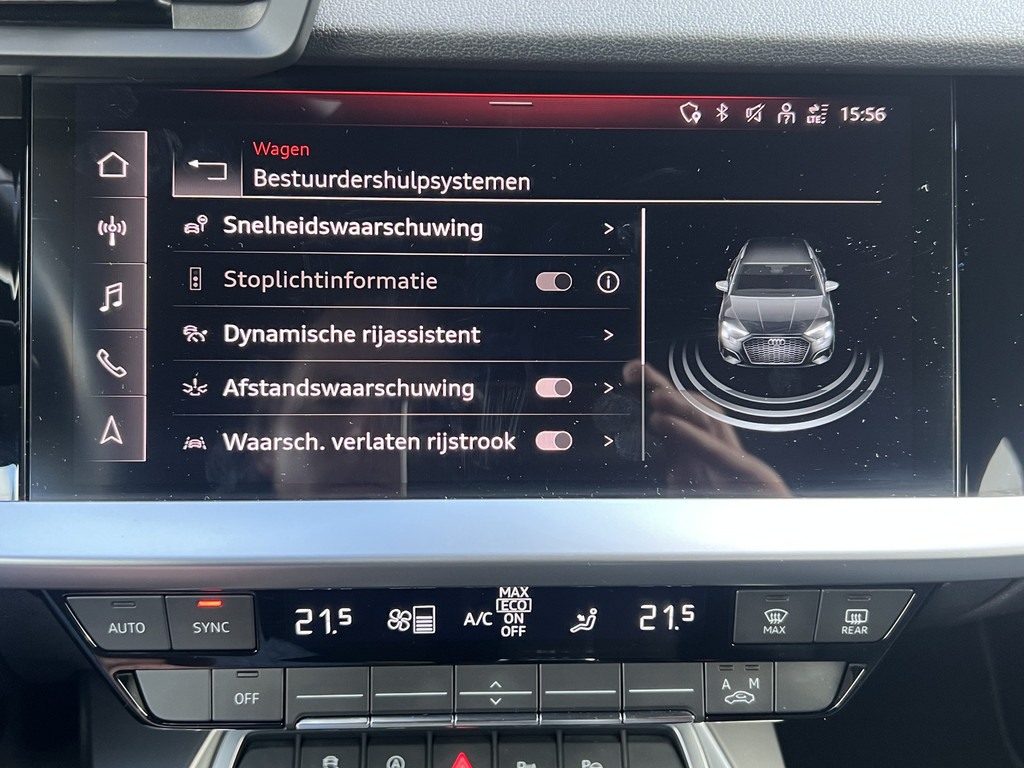 LTE 15:56
Wagen
Bestuurdershulpsystemen
Snelheidswaarschuwing
Stoplichtinformatie
Dynamische rijassistent
Afstandswaarschuwing
Waarsch. verlaten rijstrook
AUTO
SYNC
21.5
A/C
MAX
ECO
ON
OFF
21.5
MAX
REAR
OFF
A M